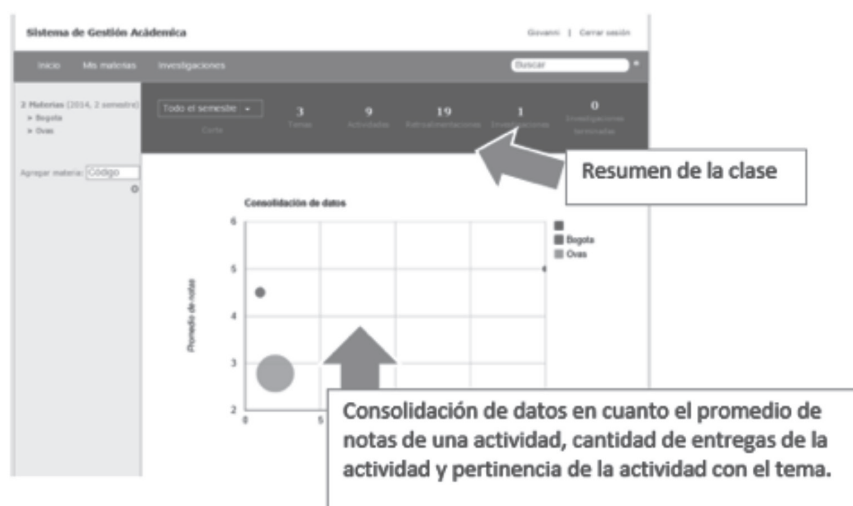 Sistema de Gestión Académica
Giovanni | Cerrar sesión
Inicio Mis materias Investigaciones
Buscar
2 Materias (2014, 2 semestre)
» Bogota
» Ovas
Agregar materia: Código
Todo el semestre
Corte
3
Temas
9
Actividades
19
Retroalimentaciones
1
Investigaciones
0
Investigaciones
terminadas
Resumen de la clase
Consolidación de datos
Promedio de notas
6
5
4
3
2
0 5
Bogota
Ovas
Consolidación de datos en cuanto el promedio de
notas de una actividad, cantidad de entregas de la
actividad y pertinencia de la actividad con el tema.